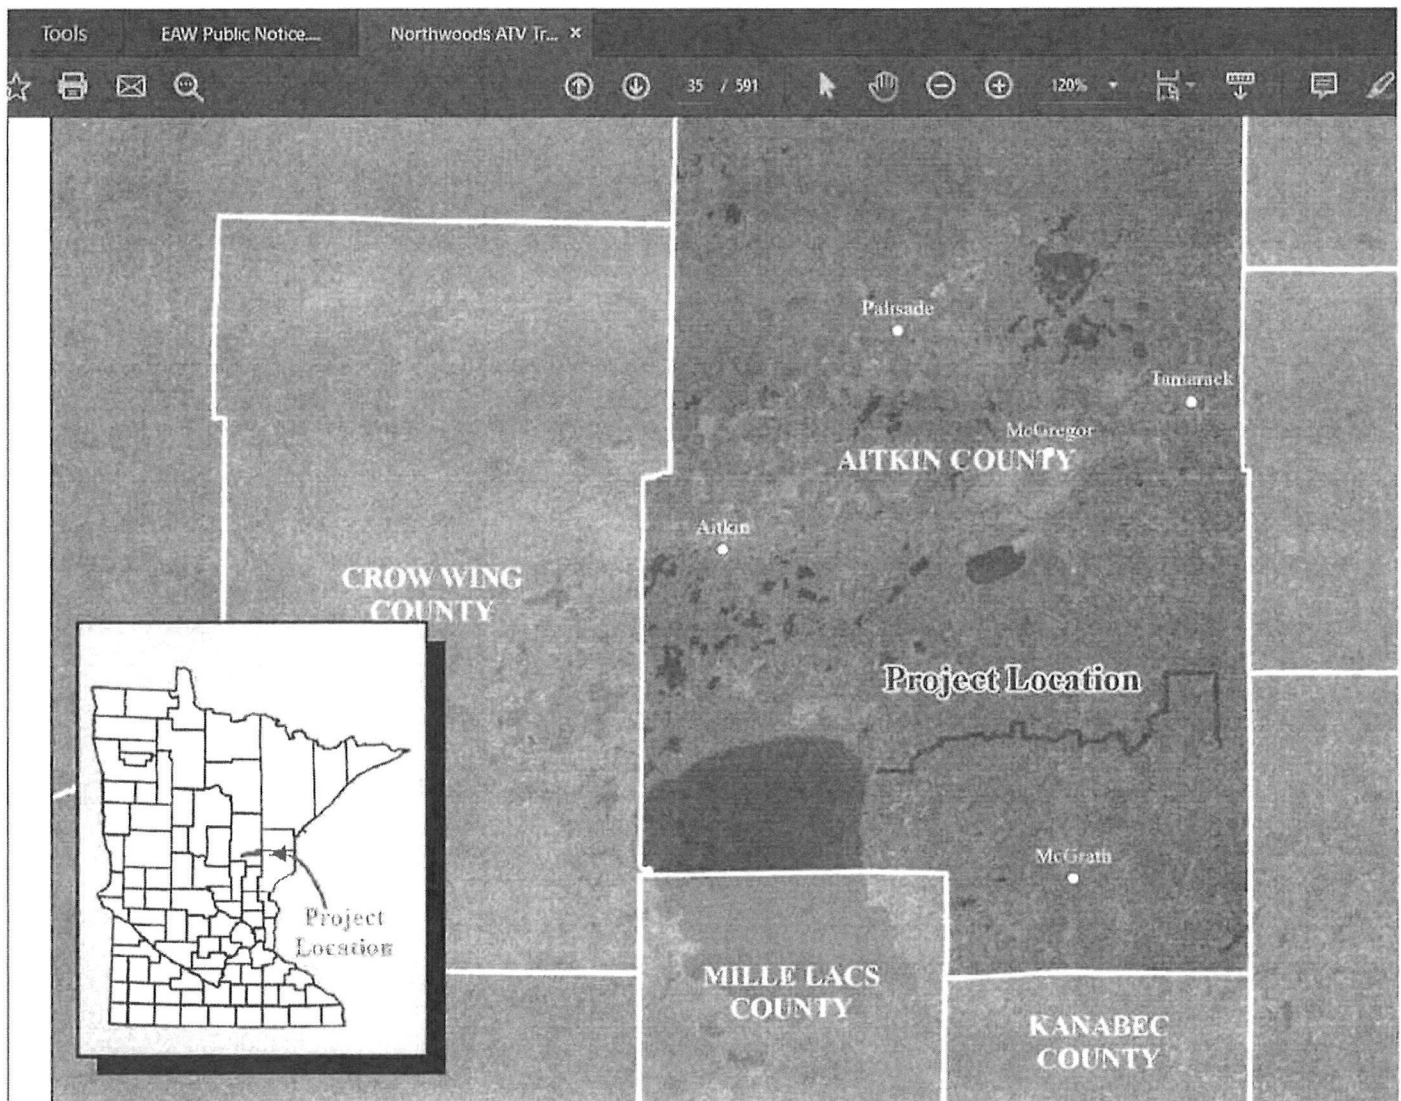 Tools
EAW Public Notice....
Northwoods ATV Tr... ×
35 / 591
120%
Palisade
Tamarack
McGregor
AITKIN COUNTY
Aitkin
CROW WING
COUNTY
Project Location
McGrath
Project
Location
MILLE LACS
COUNTY
KANABEC
COUNTY